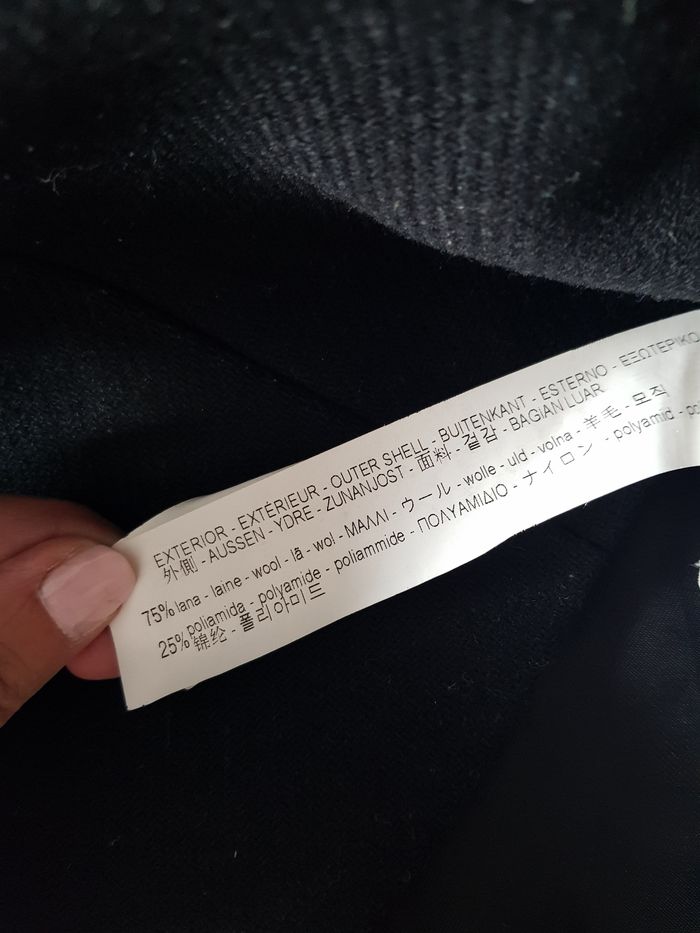 EXTERIOR - EXTÉRIEUR - OUTER SHELL - BUITENKANT - ESTERNO - ΕΞΩΤΕΡΙΚΟ
外側 - AUSSEN - YDRE - ZUNANJOST - 面料 - 겉감 - BAGIAN LUAR
75% lana - laine - wool - lã - wol - ΜΑΛΛΙ - ウール - wolle - uld - volna - 羊毛 - 모직
25% poliamida - polyamide - poliammide - ΠΟΛΥΑΜΙΔΙΟ - ナイロン - polyamid -
锦纶 - 폴리아미드